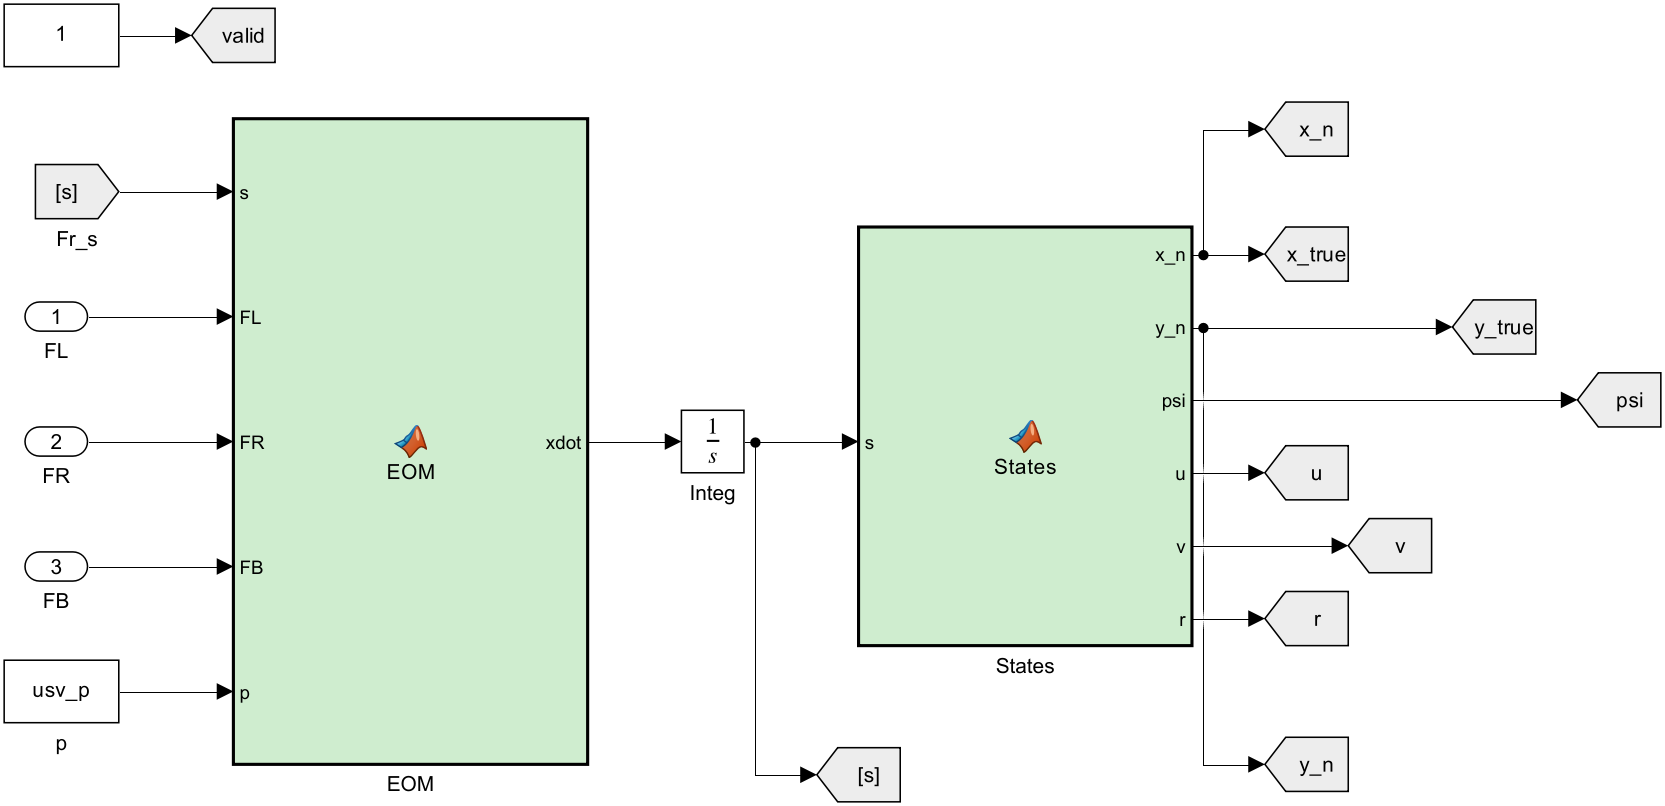 1
valid
[s]
Fr_s
1
FL
2
FR
3
FB
usv_p
p
s
FL
FR
FB
p
EOM
xdot
EOM
1
s
Integ
[s]
s
States
x_n
y_n
psi
u
v
r
States
x_n
x_true
y_true
psi
u
v
r
y_n